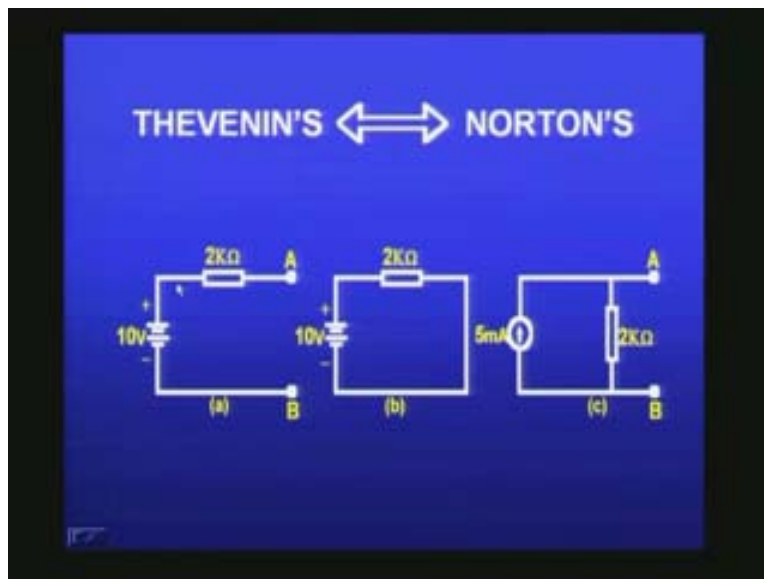 THEVENIN'S NORTON'S
2KΩ A 2KΩ A
+ +
10v 10v 5mA 2KΩ
− −
(a) B (b) (c) B